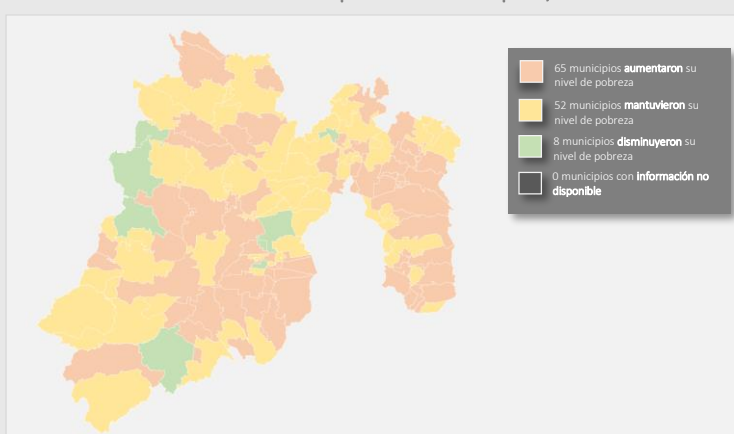 65 municipios aumentaron su
nivel de pobreza
52 municipios mantuvieron su
nivel de pobreza
8 municipios disminuyeron su
nivel de pobreza
0 municipios con información no
disponible